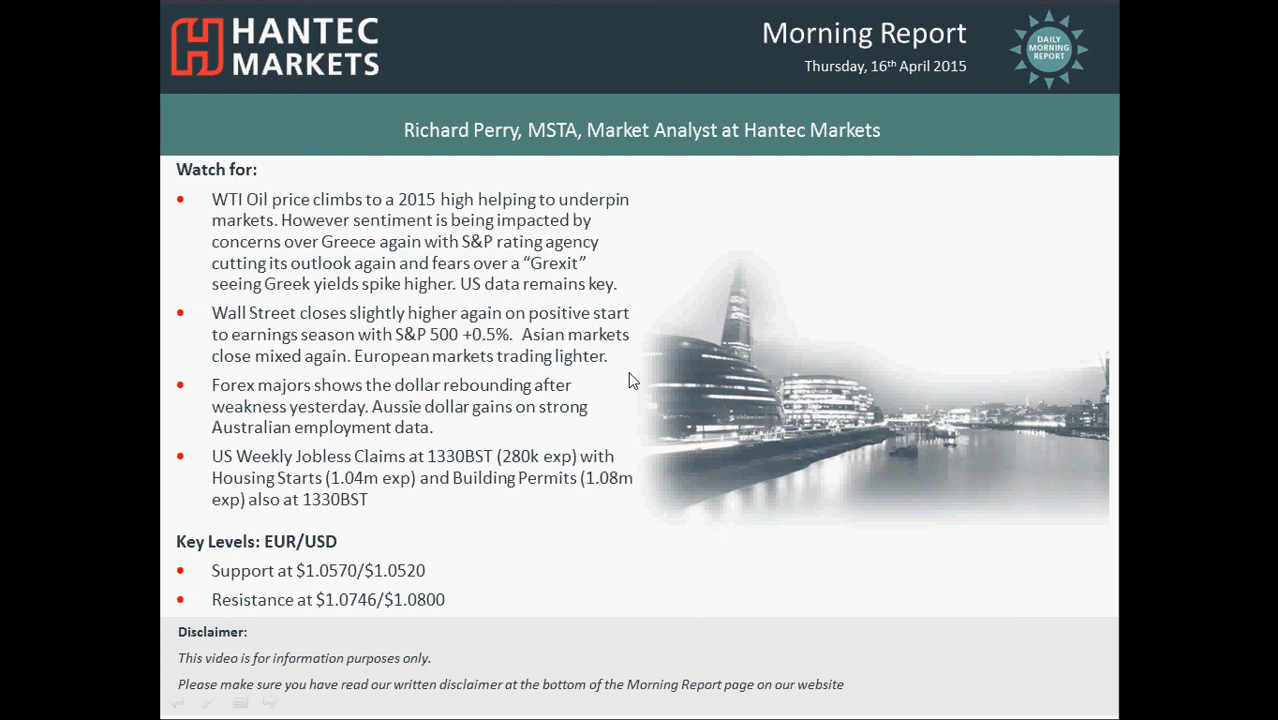 HANTEC
MARKETS
Morning Report
Thursday, 16th April 2015
DAILY
MORNING
REPORT
Richard Perry, MSTA, Market Analyst at Hantec Markets
Watch for:
• WTI Oil price climbs to a 2015 high helping to underpin
markets. However sentiment is being impacted by
concerns over Greece again with S&P rating agency
cutting its outlook again and fears over a “Grexit”
seeing Greek yields spike higher. US data remains key.
• Wall Street closes slightly higher again on positive start
to earnings season with S&P 500 +0.5%. Asian markets
close mixed again. European markets trading lighter.
• Forex majors shows the dollar rebounding after
weakness yesterday. Aussie dollar gains on strong
Australian employment data.
• US Weekly Jobless Claims at 1330BST (280k exp) with
Housing Starts (1.04m exp) and Building Permits (1.08m
exp) also at 1330BST
Key Levels: EUR/USD
• Support at $1.0570/$1.0520
• Resistance at $1.0746/$1.0800
Disclaimer:
This video is for information purposes only.
Please make sure you have read our written disclaimer at the bottom of the Morning Report page on our website